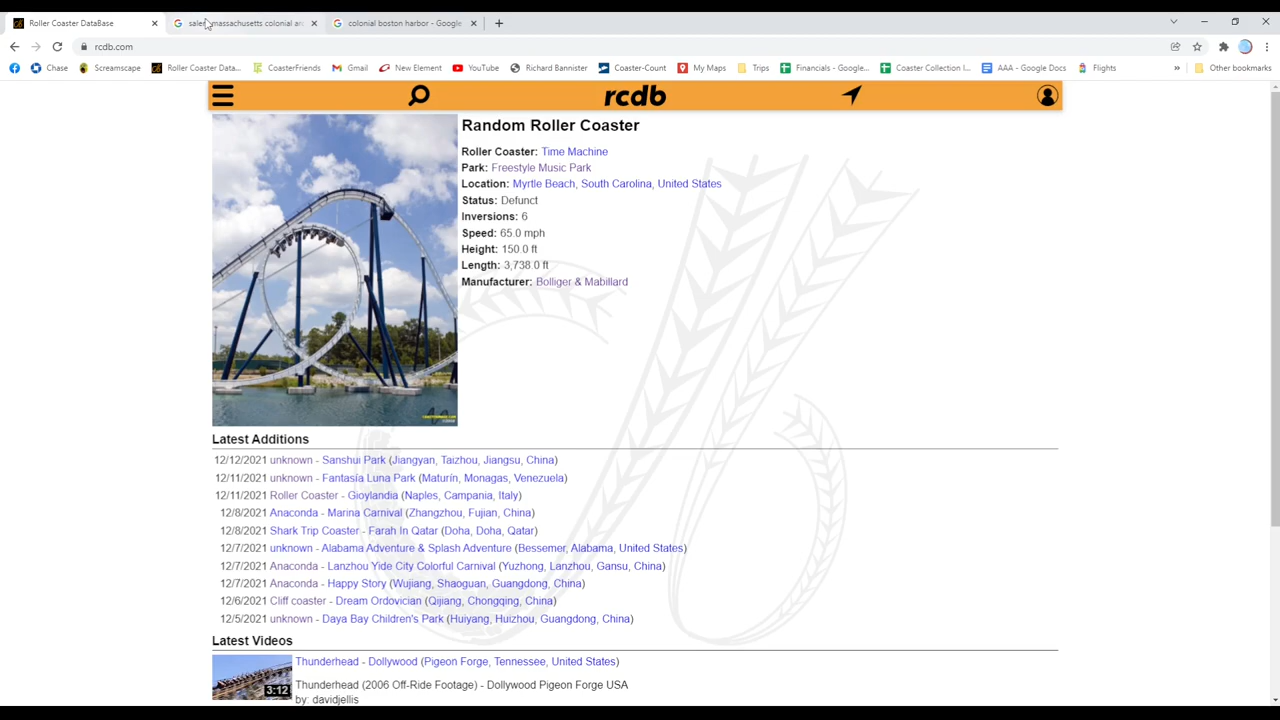 Roller Coaster DataBase
massachusetts colonial arc
colonial boston harbor - Google
rcdb.com
Chase
Screamscape
Roller Coaster Data...
CoasterFriends
Gmail
New Element
YouTube
Richard Bannister
Coaster-Count
My Maps
Trips
Financials - Google...
Coaster Collection I...
AAA - Google Docs
Flights
»
Other bookmarks
rcdb
Random Roller Coaster
Roller Coaster: Time Machine
Park: Freestyle Music Park
Location: Myrtle Beach, South Carolina, United States
Status: Defunct
Inversions: 6
Speed: 65.0 mph
Height: 150.0 ft
Length: 3,738.0 ft
Manufacturer: Bolliger & Mabillard
Latest Additions
12/12/2021 unknown - Sanshui Park (Jiangyan, Taizhou, Jiangsu, China)
12/11/2021 unknown - Fantasía Luna Park (Maturín, Monagas, Venezuela)
12/11/2021 Roller Coaster - Gioylandia (Naples, Campania, Italy)
12/8/2021 Anaconda - Marina Carnival (Zhangzhou, Fujian, China)
12/8/2021 Shark Trip Coaster - Farah In Qatar (Doha, Doha, Qatar)
12/7/2021 unknown - Alabama Adventure & Splash Adventure (Bessemer, Alabama, United States)
12/7/2021 Anaconda - Lanzhou Yide City Colorful Carnival (Yuzhong, Lanzhou, Gansu, China)
12/7/2021 Anaconda - Happy Story (Wujiang, Shaoguan, Guangdong, China)
12/6/2021 Cliff coaster - Dream Ordovician (Qijiang, Chongqing, China)
12/5/2021 unknown - Daya Bay Children's Park (Huiyang, Huizhou, Guangdong, China)
Latest Videos
3:12
Thunderhead - Dollywood (Pigeon Forge, Tennessee, United States)
Thunderhead (2006 Off-Ride Footage) - Dollywood Pigeon Forge USA
by: davidjellis